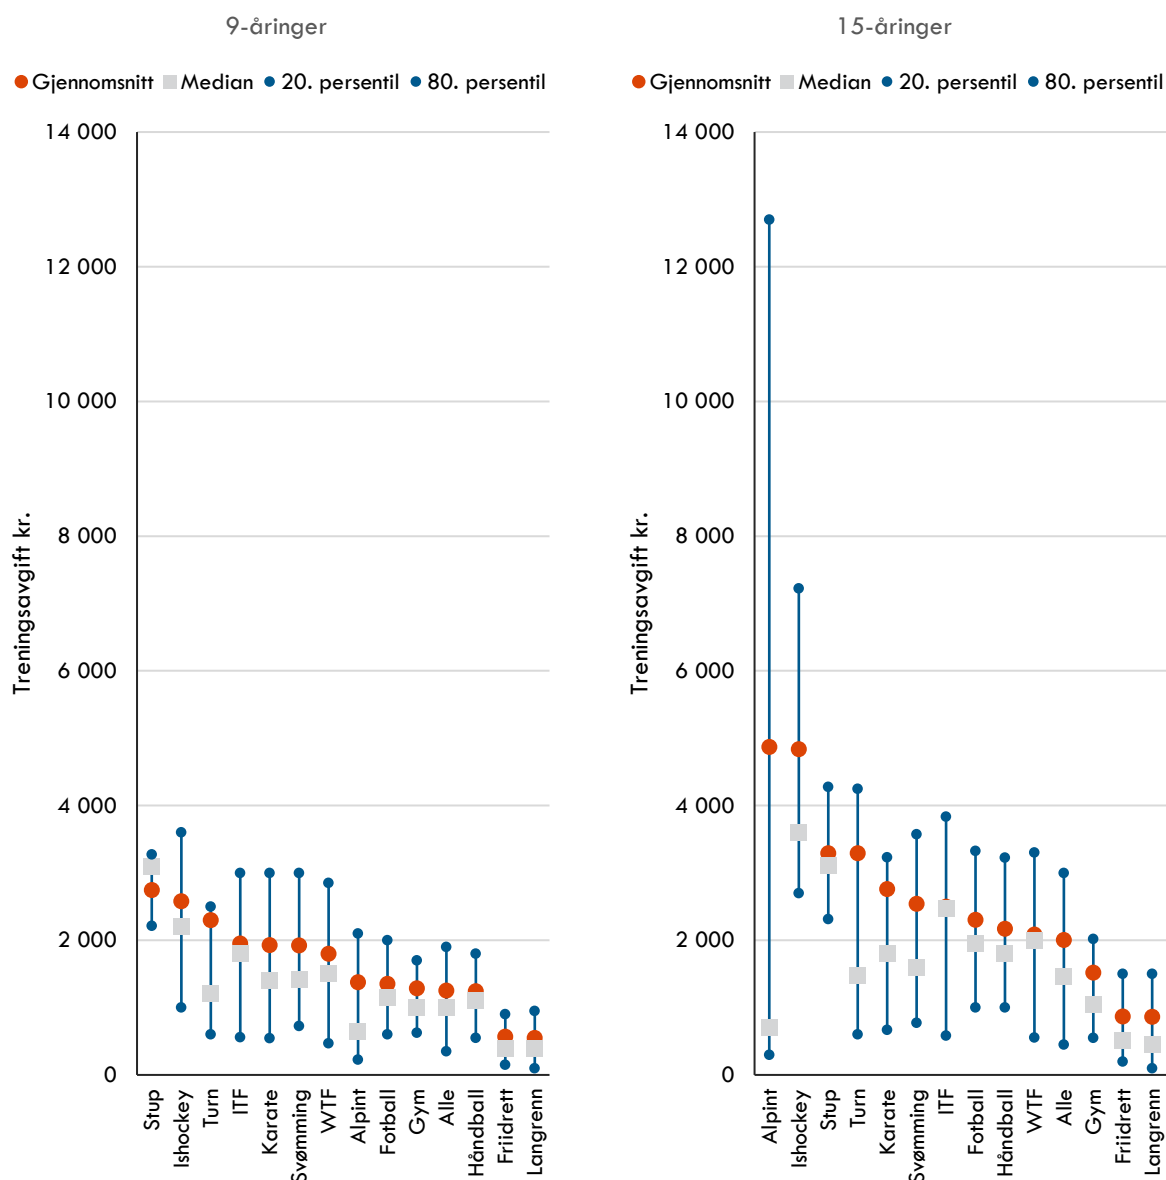 9-åringer
Gjennomsnitt Median 20. persentil 80. persentil
Treningsavgift kr.
14 000
12 000
10 000
8 000
6 000
4 000
2 000
0
Stup
Ishockey
Turn
ITF
Karate
Svømming
WTF
Alpint
Fotball
Gym
Alle
Håndball
Friidrett
Langrenn
15-åringer
Gjennomsnitt Median 20. persentil 80. persentil
Treningsavgift kr.
14 000
12 000
10 000
8 000
6 000
4 000
2 000
0
Alpint
Ishockey
Stup
Turn
Karate
Svømming
ITF
Fotball
Håndball
WTF
Alle
Gym
Friidrett
Langrenn